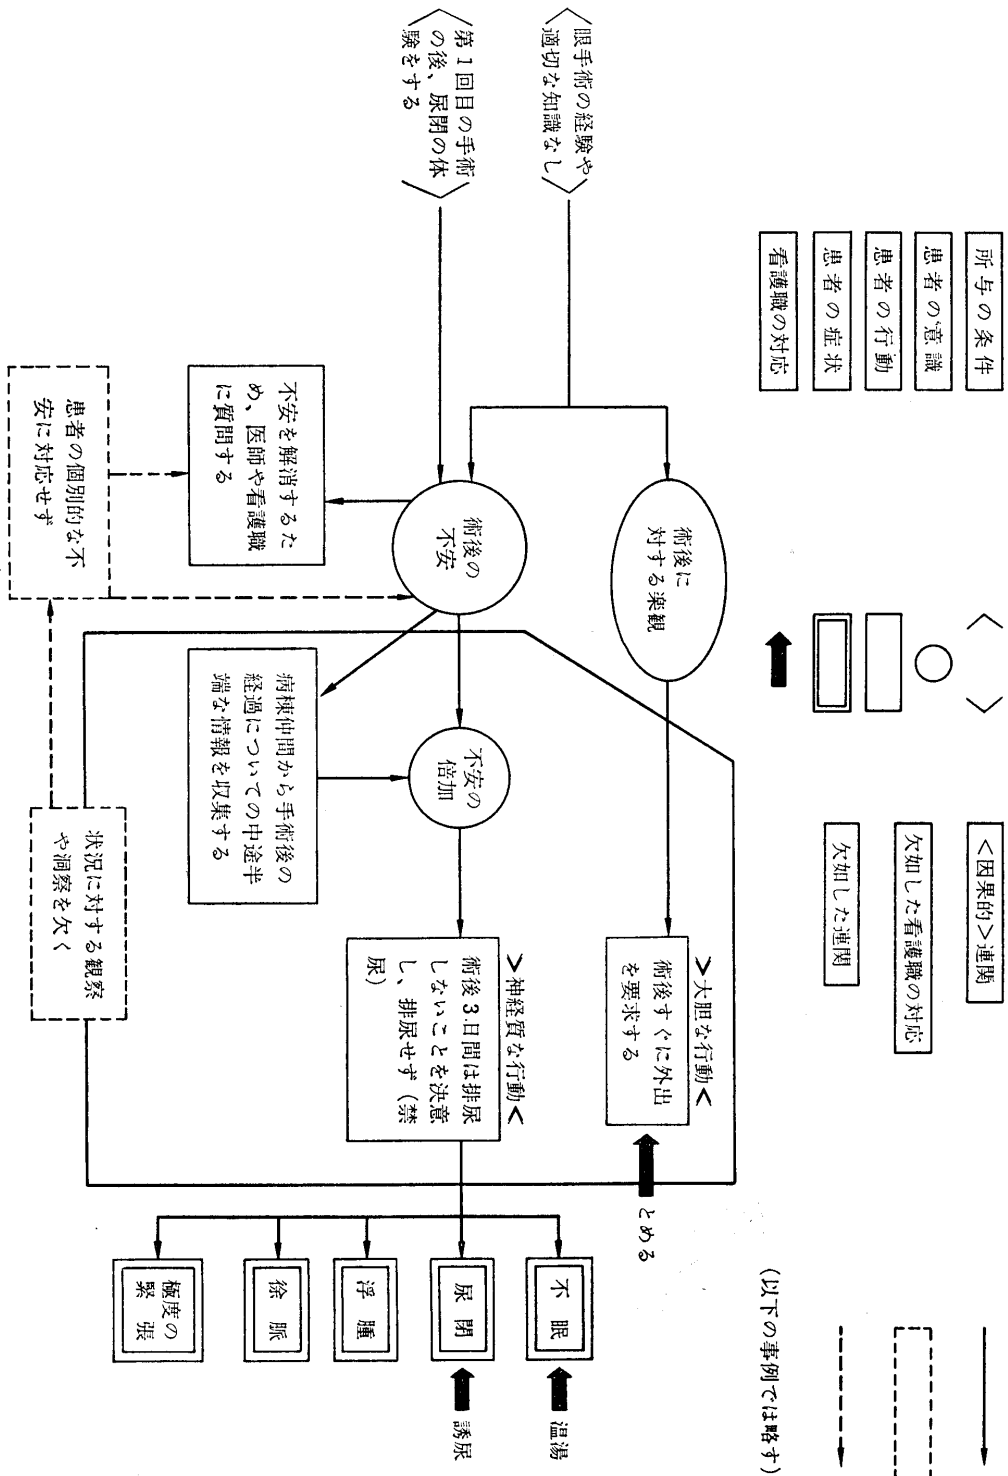 所与の条件
患者の意識
患者の行動
患者の症状
看護職の対応
〈 〉
<因果的>連関
欠如した看護職の対応
欠如した連関
(以下の事例では略す)
眼手術の経験や
適切な知識なし
第1回目の手術
の後、尿閉の体
験をする
術後に
対する楽観
術後の
不安
不安を解消するた
め、医師や看護職
に質問する
患者の個別的な不
安に対応せず
不安の
倍加
病棟仲間から手術後の
経過についての中途半
端な情報を収集する
状況に対する観察
や洞察を欠く
>大胆な行動<
術後すぐに外出
を要求する
とめる
>神経質な行動<
術後3日間は排尿
しないことを決意
し、排尿せず(禁
尿)
不眠
温湯
尿閉
誘尿
浮腫
徐脈
極度の
緊張